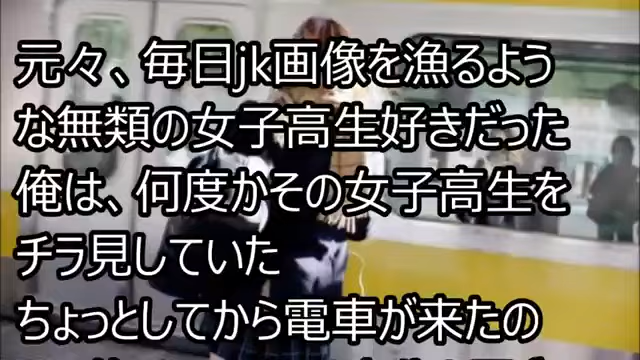 元々、毎日jk画像を漁るよう
な無類の女子高生好きだった
俺は、何度かその女子高生を
チラ見していた
ちょっとしてから電車が来たの